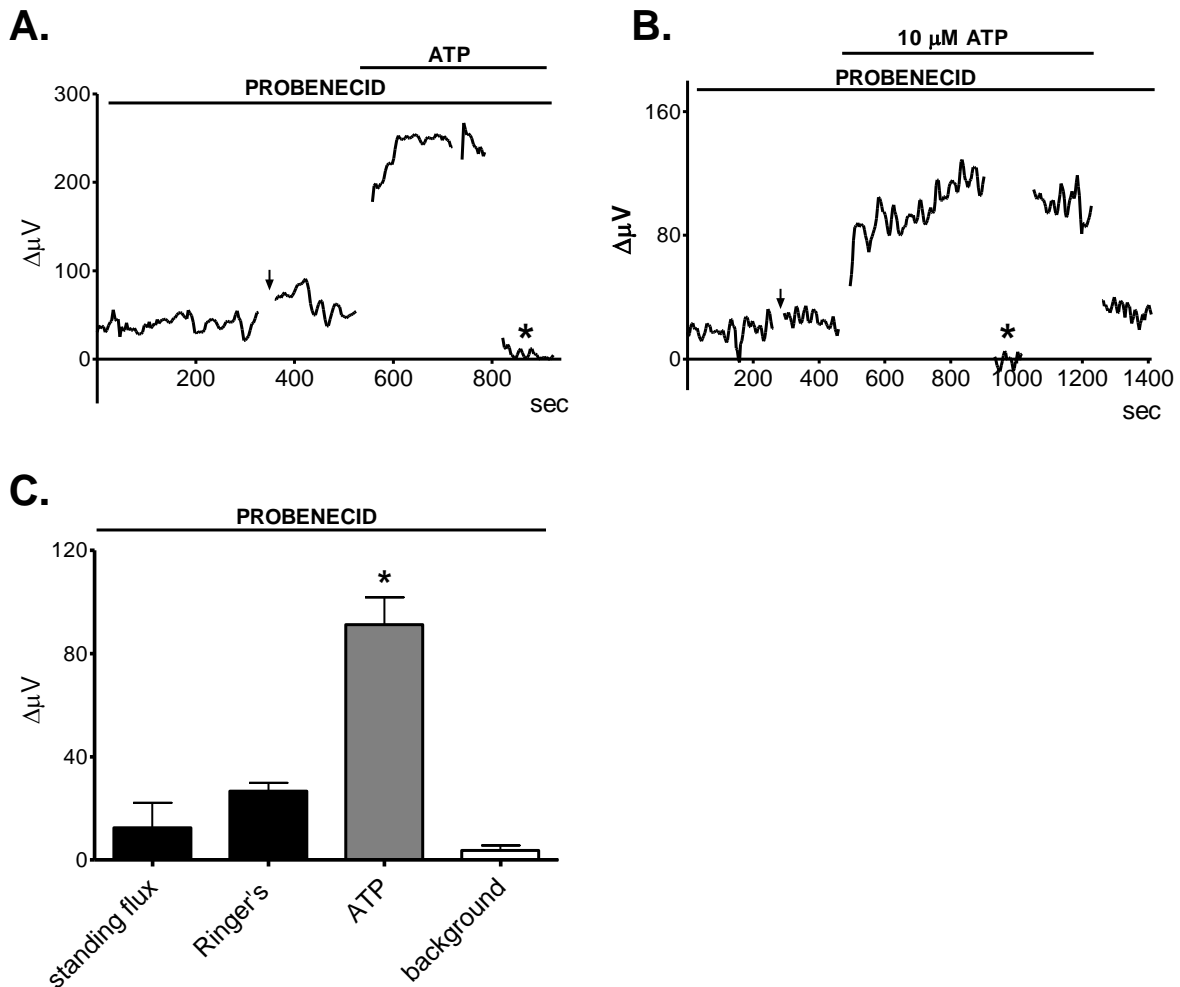 A.
ATP
PROBENECID
300
200
100
0
ΔμV
*
200
400
600
800
sec
B.
10 μM ATP
PROBENECID
160
80
0
ΔμV
*
200
400
600
800
1000
1200
1400
sec
C.
PROBENECID
120
80
40
0
ΔμV
*
standing flux
Ringer's
ATP
background